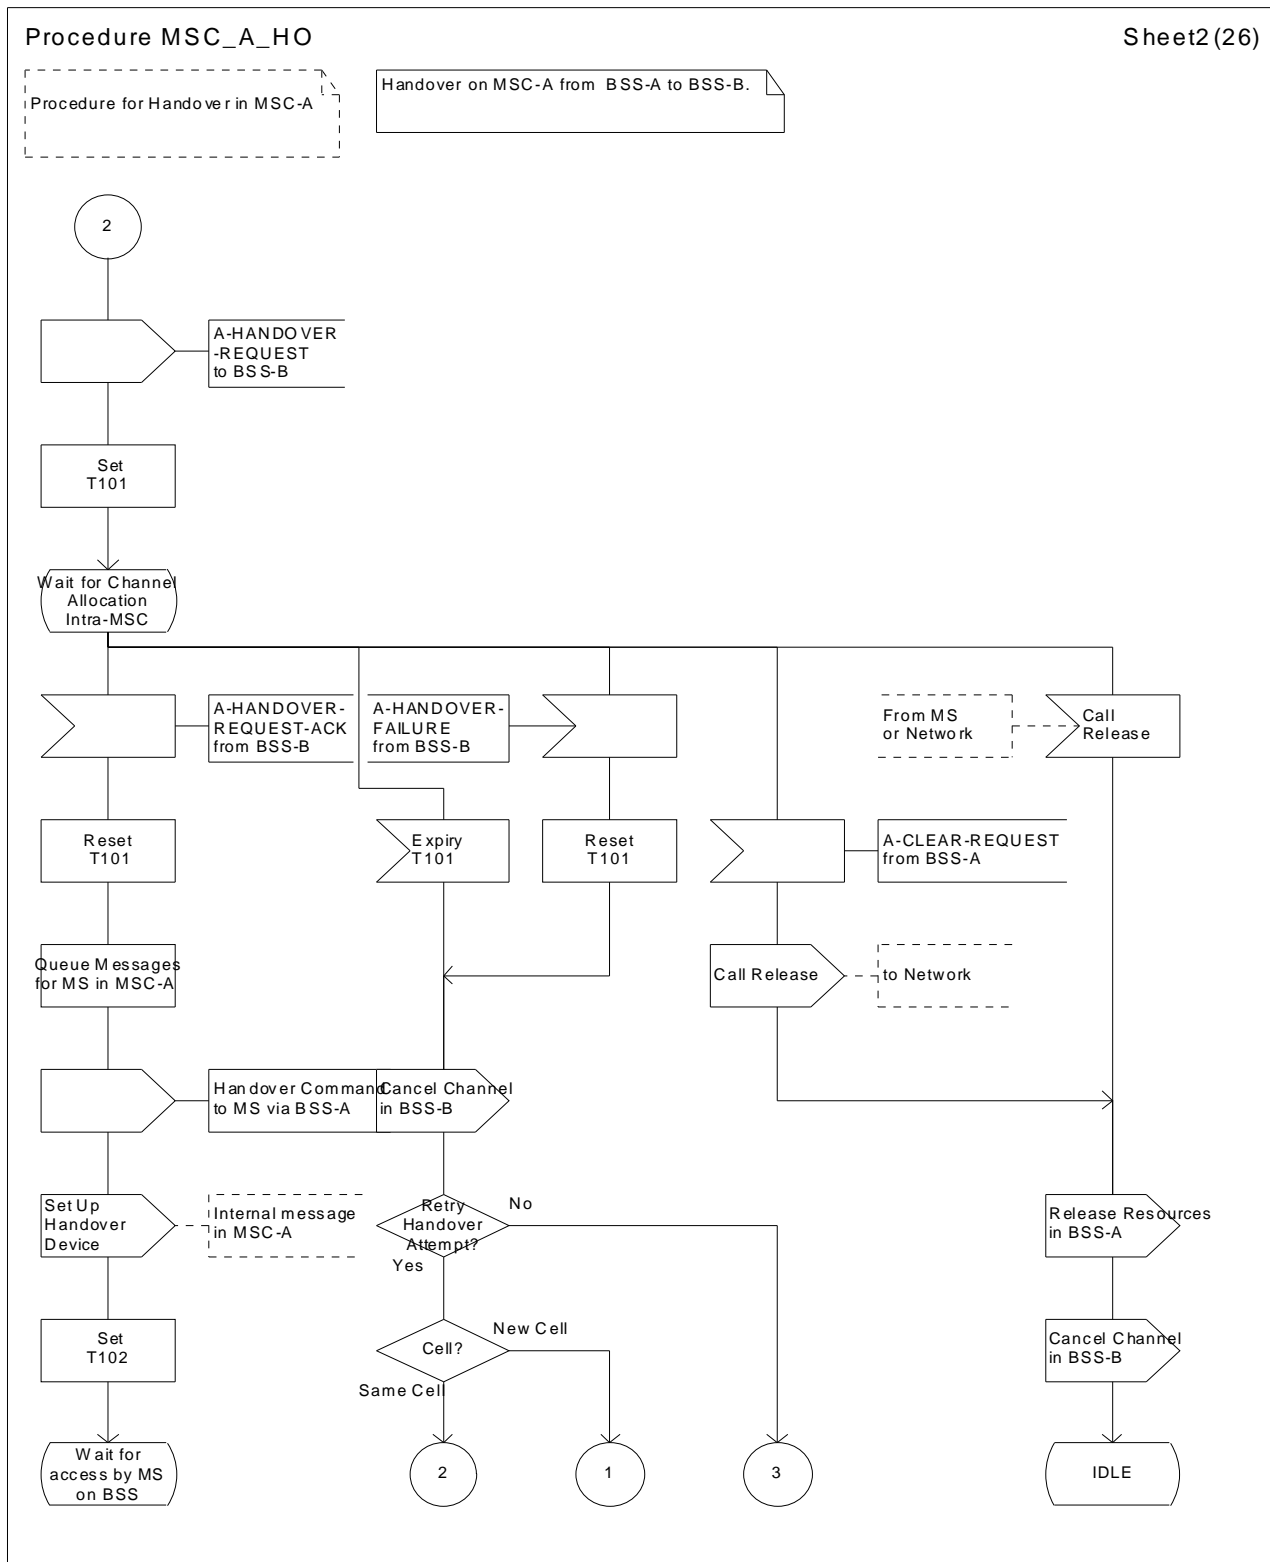 Procedure MSC_A_HO
Sheet2(26)
Procedure for Handover in MSC-A
Handover on MSC-A from BSS-A to BSS-B.
2
A-HANDOVER
-REQUEST
to BSS-B
Set
T101
Wait for Channel
Allocation
Intra-MSC
A-HANDOVER-
REQUEST-ACK
from BSS-B
A-HANDOVER-
FAILURE
from BSS-B
From MS
or Network
Call
Release
Reset
T101
Expiry
T101
Reset
T101
A-CLEAR-REQUEST
from BSS-A
Queue Messages
for MS in MSC-A
Call Release
to Network
Handover Command
to MS via BSS-A
Cancel Channel
in BSS-B
Set Up
Handover
Device
Internal message
in MSC-A
Retry
Handover
Attempt?
No
Yes
Release Resources
in BSS-A
Set
T102
Cell?
New Cell
Same Cell
Cancel Channel
in BSS-B
Wait for
access by MS
on BSS
2
1
3
IDLE